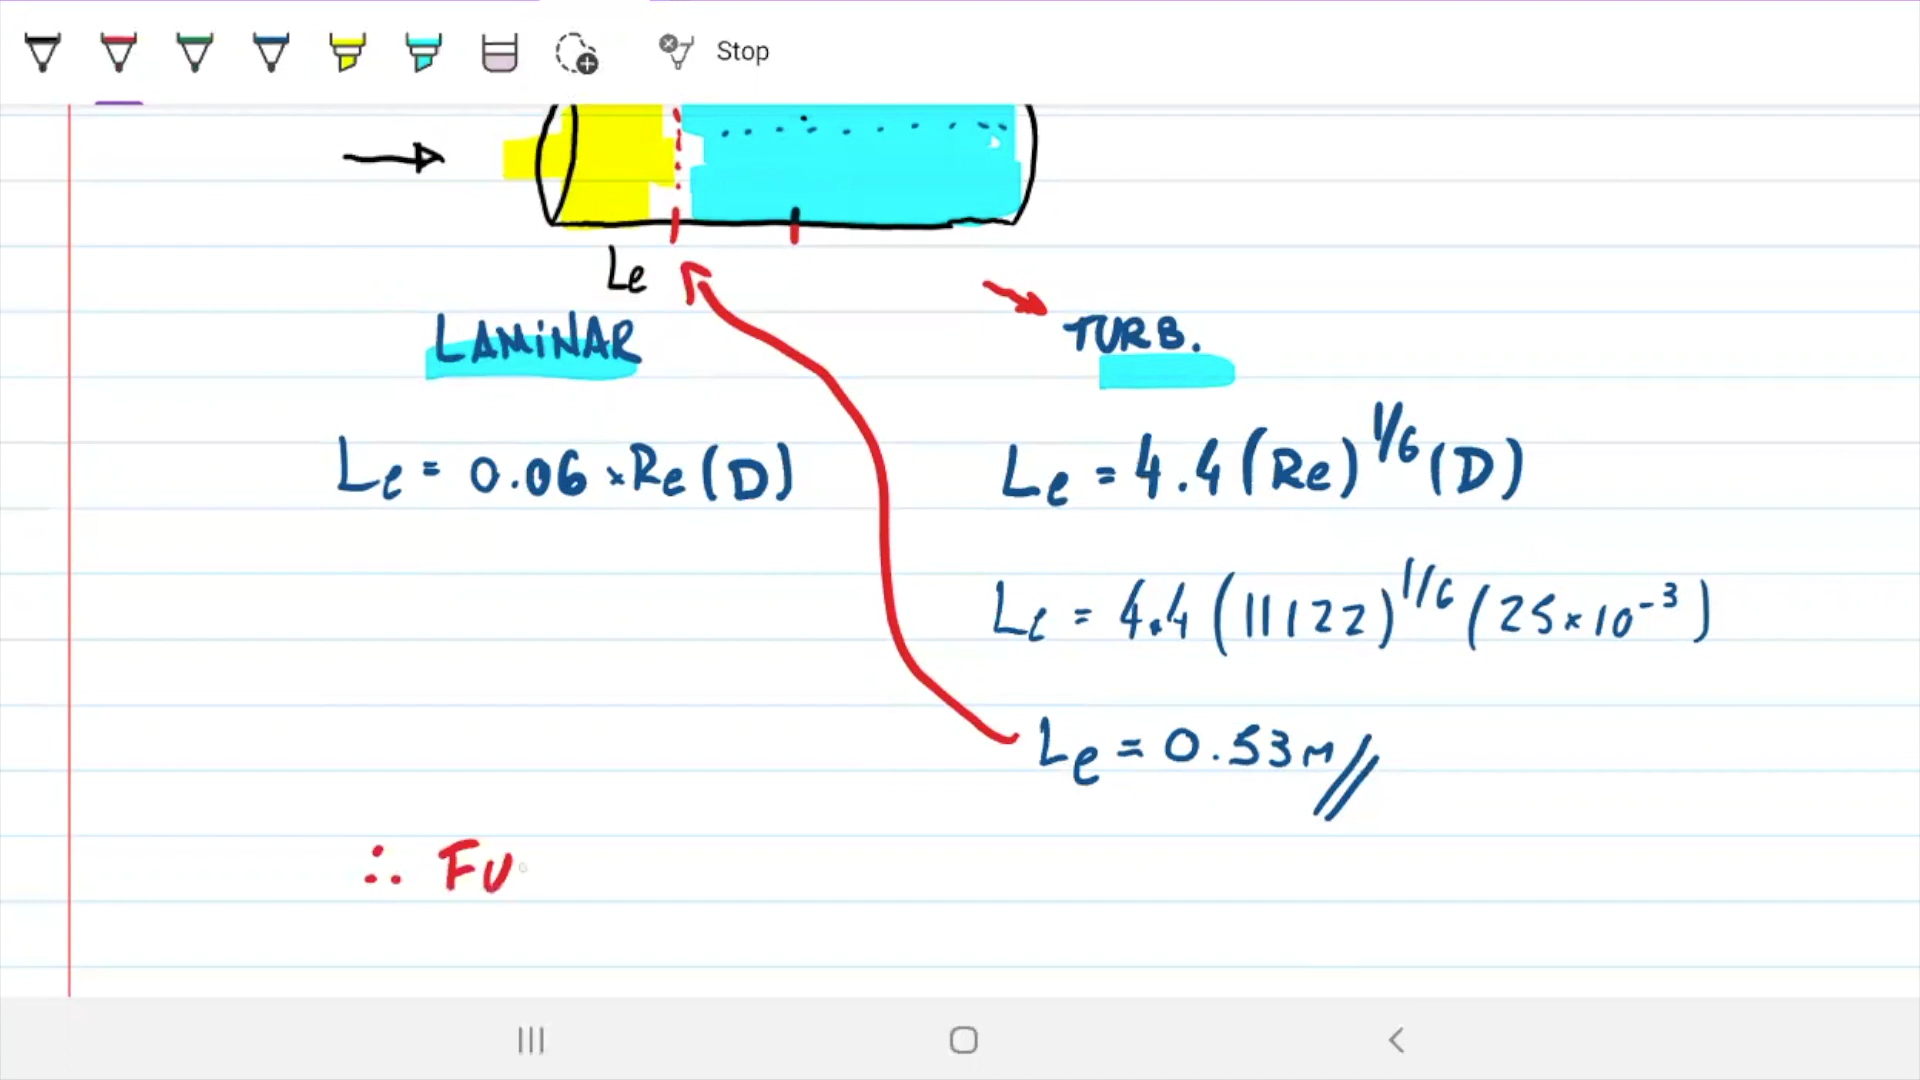 Stop
Le
LAMINAR
TURB.
Le = 0.06 × Re (D)
Le = 4.4 (Re)^1/6 (D)
Le = 4.4 (11122)^1/6 (25×10^-3)
Le = 0.53m//
∴ FU